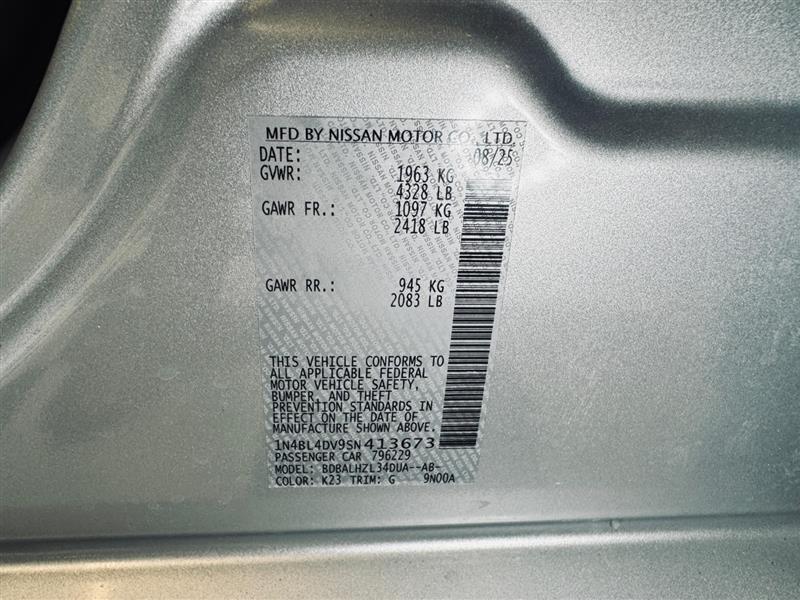 MFD BY NISSAN MOTOR CO., LTD.
DATE: 08/25
GVWR: 1963 KG
4328 LB
GAWR FR.: 1097 KG
2418 LB
GAWR RR.: 945 KG
2083 LB
THIS VEHICLE CONFORMS TO
ALL APPLICABLE FEDERAL
MOTOR VEHICLE SAFETY,
BUMPER, AND THEFT
PREVENTION STANDARDS IN
EFFECT ON THE DATE OF
MANUFACTURE SHOWN ABOVE.
1N4BL4DV9SN413673
PASSENGER CAR 796229
MODEL: BDBALHZL34DUA--AB-
COLOR: K23 TRIM: G 9N00A